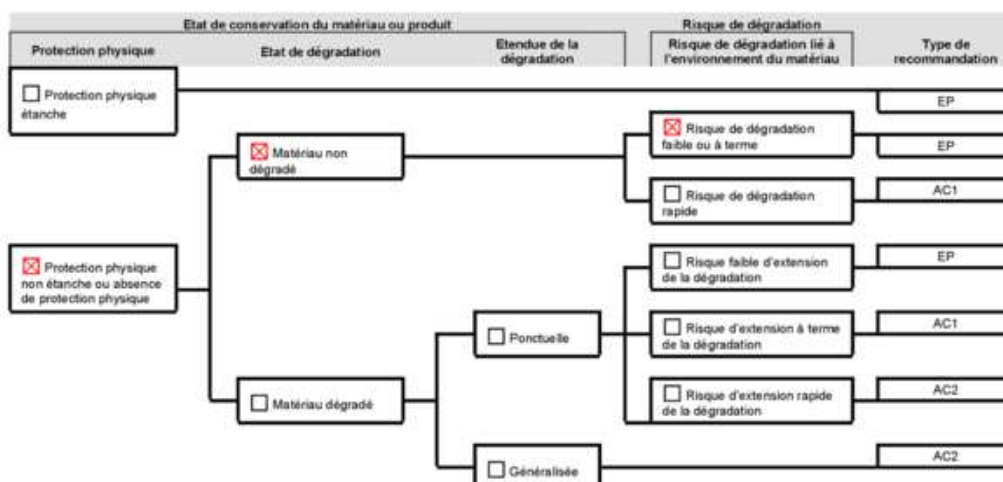 Etat de conservation du matériau ou produit
Risque de dégradation
Protection physique
Etat de dégradation
Etendue de la
dégradation
Risque de dégradation lié à
l'environnement du matériau
Type de
recommandation
Protection physique
étanche
EP
Matériau non
dégradé
Risque de dégradation
faible ou à terme
EP
Risque de dégradation
rapide
AC1
Protection physique
non étanche ou absence
de protection physique
Risque faible d'extension
de la dégradation
EP
Ponctuelle
Risque d'extension à terme
de la dégradation
AC1
Matériau dégradé
Risque d'extension rapide
de la dégradation
AC2
Généralisée
AC2